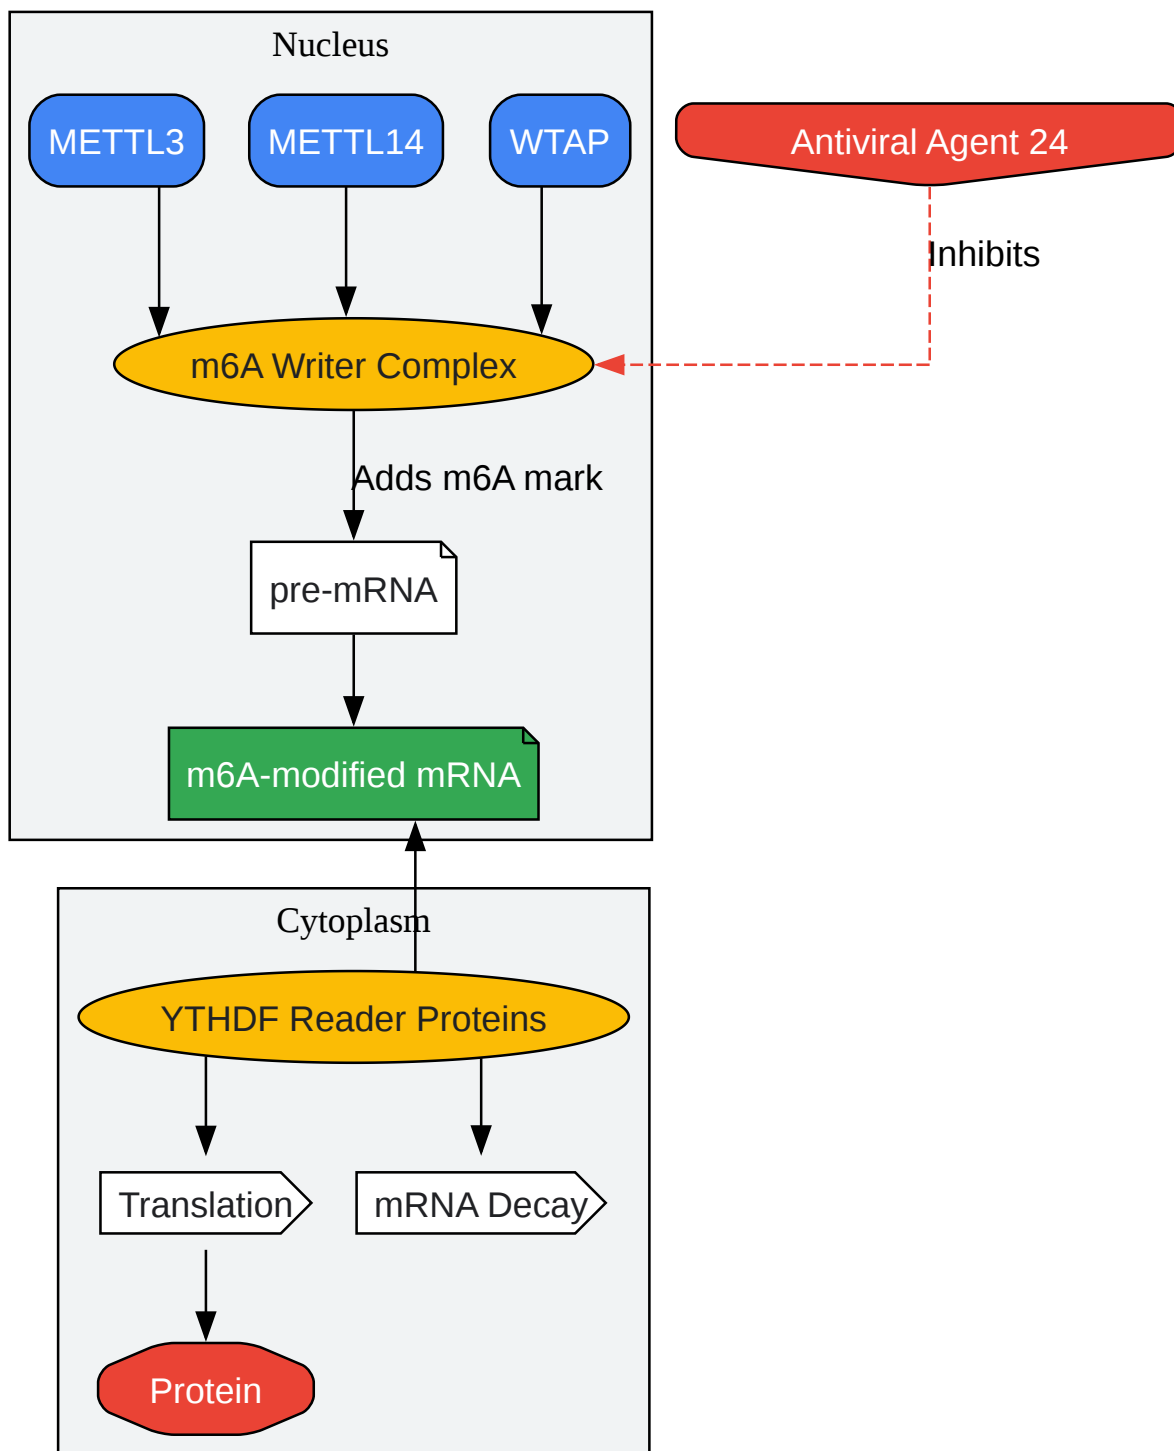 Nucleus
METTL3
METTL14
WTAP
Antiviral Agent 24
Inhibits
m6A Writer Complex
Adds m6A mark
pre-mRNA
m6A-modified mRNA
Cytoplasm
YTHDF Reader Proteins
Translation
mRNA Decay
Protein